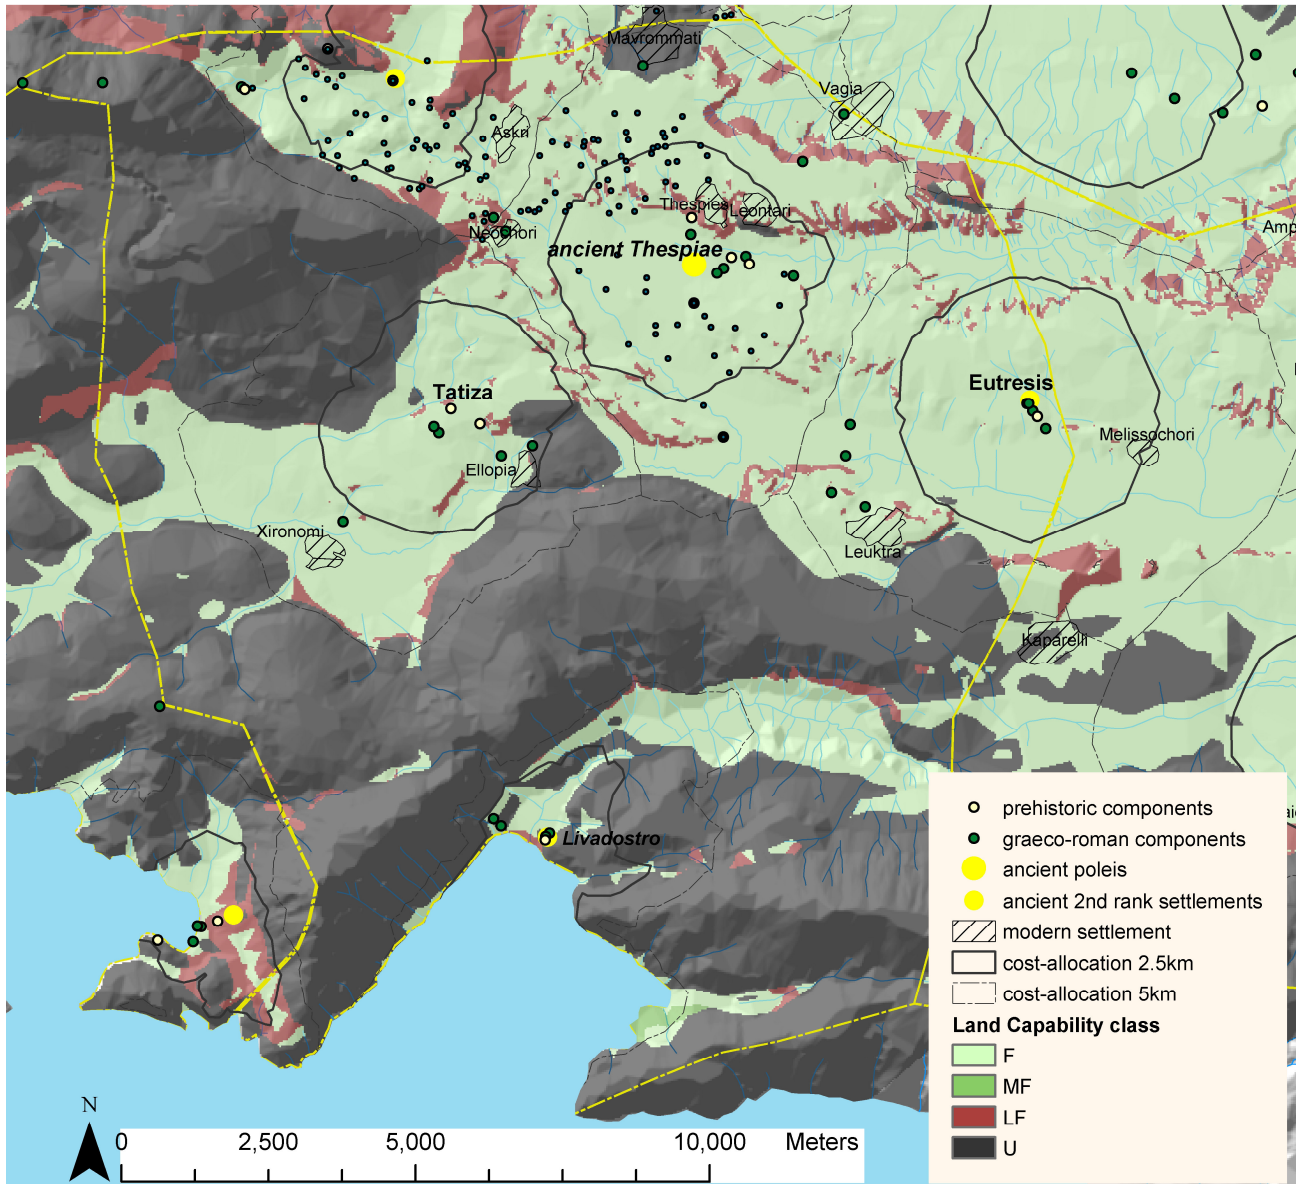 Mavrommati
Vagia
Askri
Thespies
Leontari
Neochori
Amp
ancient Thespiae
Tatiza
Eutresis
Melissochori
Ellopia
Xironomi
Leuktra
Kaparelli
Livadostro
prehistoric components
graeco-roman components
ancient poleis
ancient 2nd rank settlements
modern settlement
cost-allocation 2.5km
cost-allocation 5km
Land Capability class
F
MF
LF
U
N
0 2,500 5,000 10,000 Meters